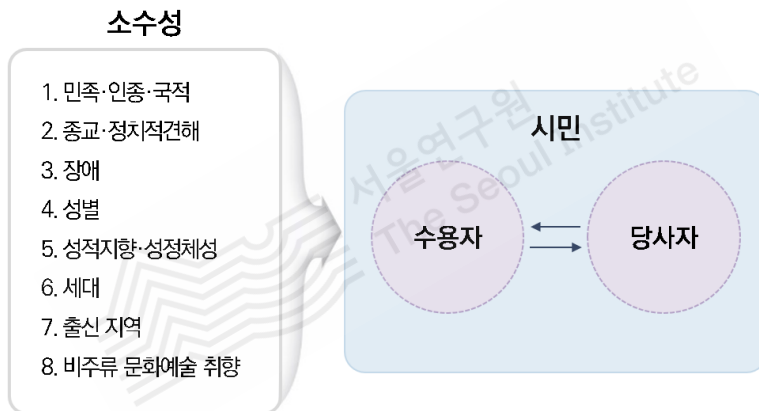 소수성
1. 민족·인종·국적
2. 종교·정치적견해
3. 장애
4. 성별
5. 성적지향·성정체성
6. 세대
7. 출신 지역
8. 비주류 문화예술 취향
시민
수용자
당사자
서울연구원
The Seoul Institute